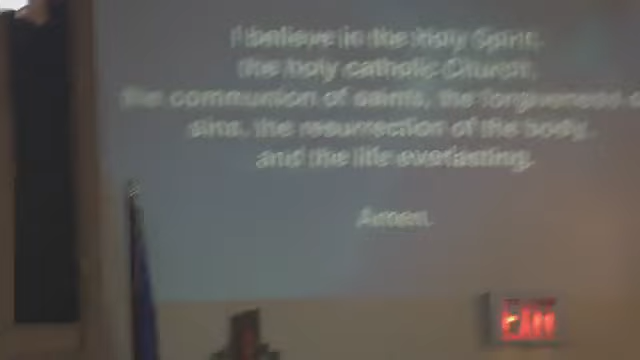 I believe in the Holy Spirit,
the holy catholic Church,
the communion of saints, the forgiveness
sins, the resurrection of the body,
and the life everlasting.
Amen.